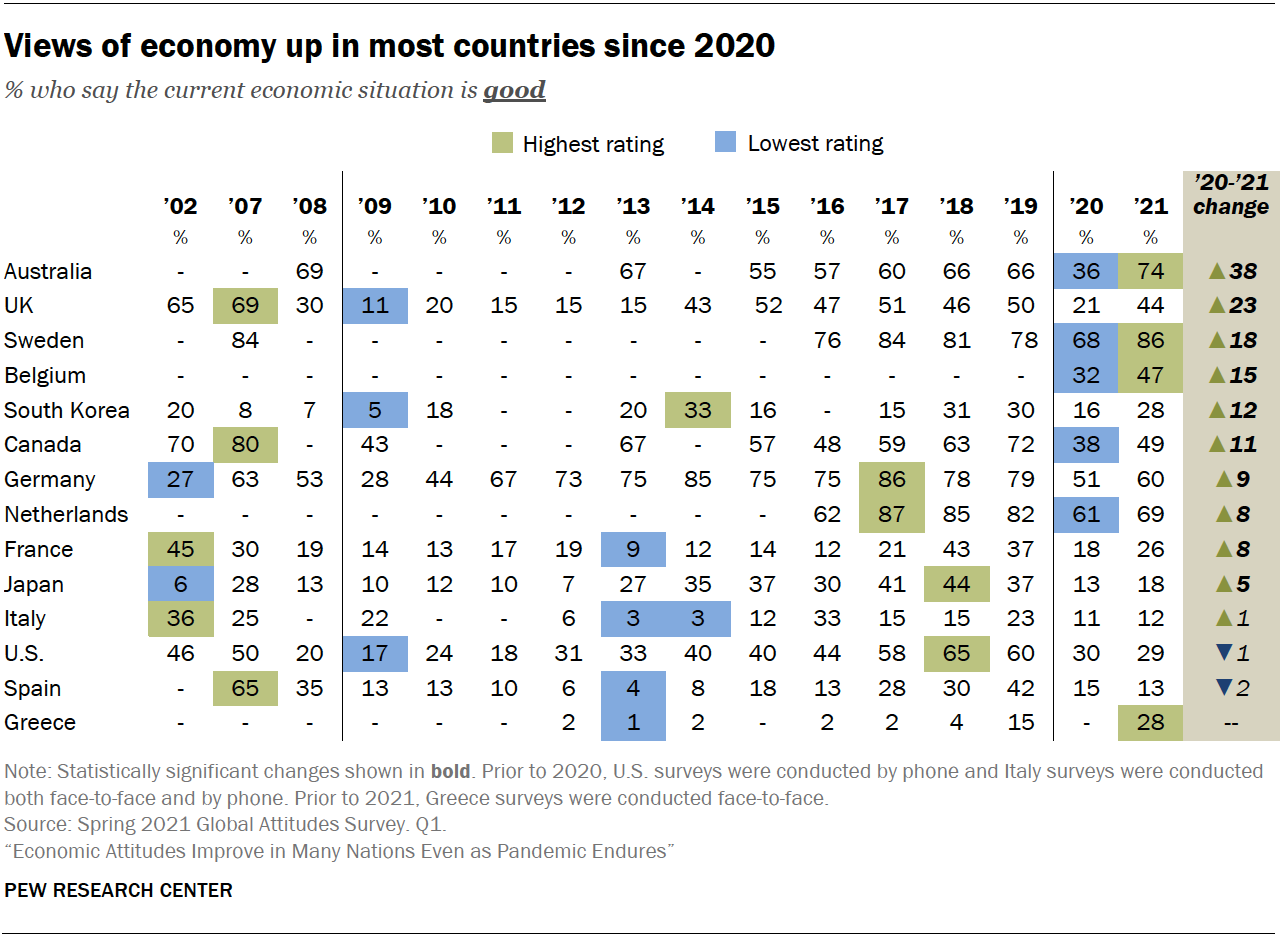 Views of economy up in most countries since 2020
% who say the current economic situation is good
Highest rating Lowest rating
’20-’21
’02 ’07 ’08 ’09 ’10 ’11 ’12 ’13 ’14 ’15 ’16 ’17 ’18 ’19 ’20 ’21 change
% % % % % % % % % % % % % % % %
Australia - - 69 - - - - 67 - 55 57 60 66 66 36 74 ▲38
UK 65 69 30 11 20 15 15 15 43 52 47 51 46 50 21 44 ▲23
Sweden - 84 - - - - - - - - 76 84 81 78 68 86 ▲18
Belgium - - - - - - - - - - - - - - 32 47 ▲15
South Korea 20 8 7 5 18 - - 20 33 16 - 15 31 30 16 28 ▲12
Canada 70 80 - 43 - - - 67 - 57 48 59 63 72 38 49 ▲11
Germany 27 63 53 28 44 67 73 75 85 75 75 86 78 79 51 60 ▲9
Netherlands - - - - - - - - - - 62 87 85 82 61 69 ▲8
France 45 30 19 14 13 17 19 9 12 14 12 21 43 37 18 26 ▲8
Japan 6 28 13 10 12 10 7 27 35 37 30 41 44 37 13 18 ▲5
Italy 36 25 - 22 - - 6 3 3 12 33 15 15 23 11 12 ▲1
U.S. 46 50 20 17 24 18 31 33 40 40 44 58 65 60 30 29 ▼1
Spain - 65 35 13 13 10 6 4 8 18 13 28 30 42 15 13 ▼2
Greece - - - - - - 2 1 2 - 2 2 4 15 - 28 --
Note: Statistically significant changes shown in bold. Prior to 2020, U.S. surveys were conducted by phone and Italy surveys were conducted
both face-to-face and by phone. Prior to 2021, Greece surveys were conducted face-to-face.
Source: Spring 2021 Global Attitudes Survey. Q1.
“Economic Attitudes Improve in Many Nations Even as Pandemic Endures”
PEW RESEARCH CENTER